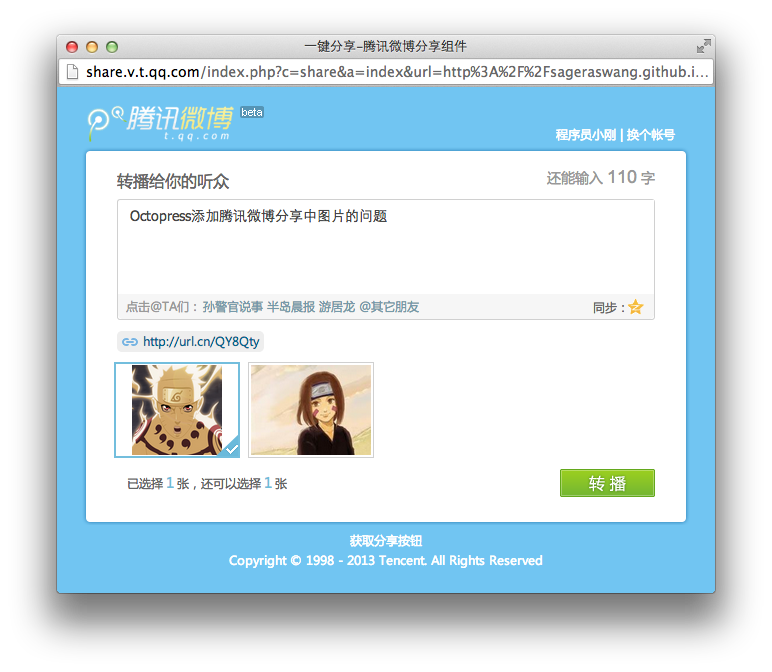 一键分享-腾讯微博分享组件
share.v.t.qq.com/index.php?c=share&a=index&url=http%3A%2F%2Fsageraswang.github.i...
腾讯微博 beta
t.qq.com
程序员小刚 | 换个帐号
转播给你的听众
还能输入 110 字
Octopress添加腾讯微博分享中图片的问题
点击@TA们： 孙警官说事 半岛晨报 游居龙 @其它朋友
同步：
http://url.cn/QY8Qty
已选择 1 张，还可以选择 1 张
转 播
获取分享按钮
Copyright © 1998 - 2013 Tencent. All Rights Reserved